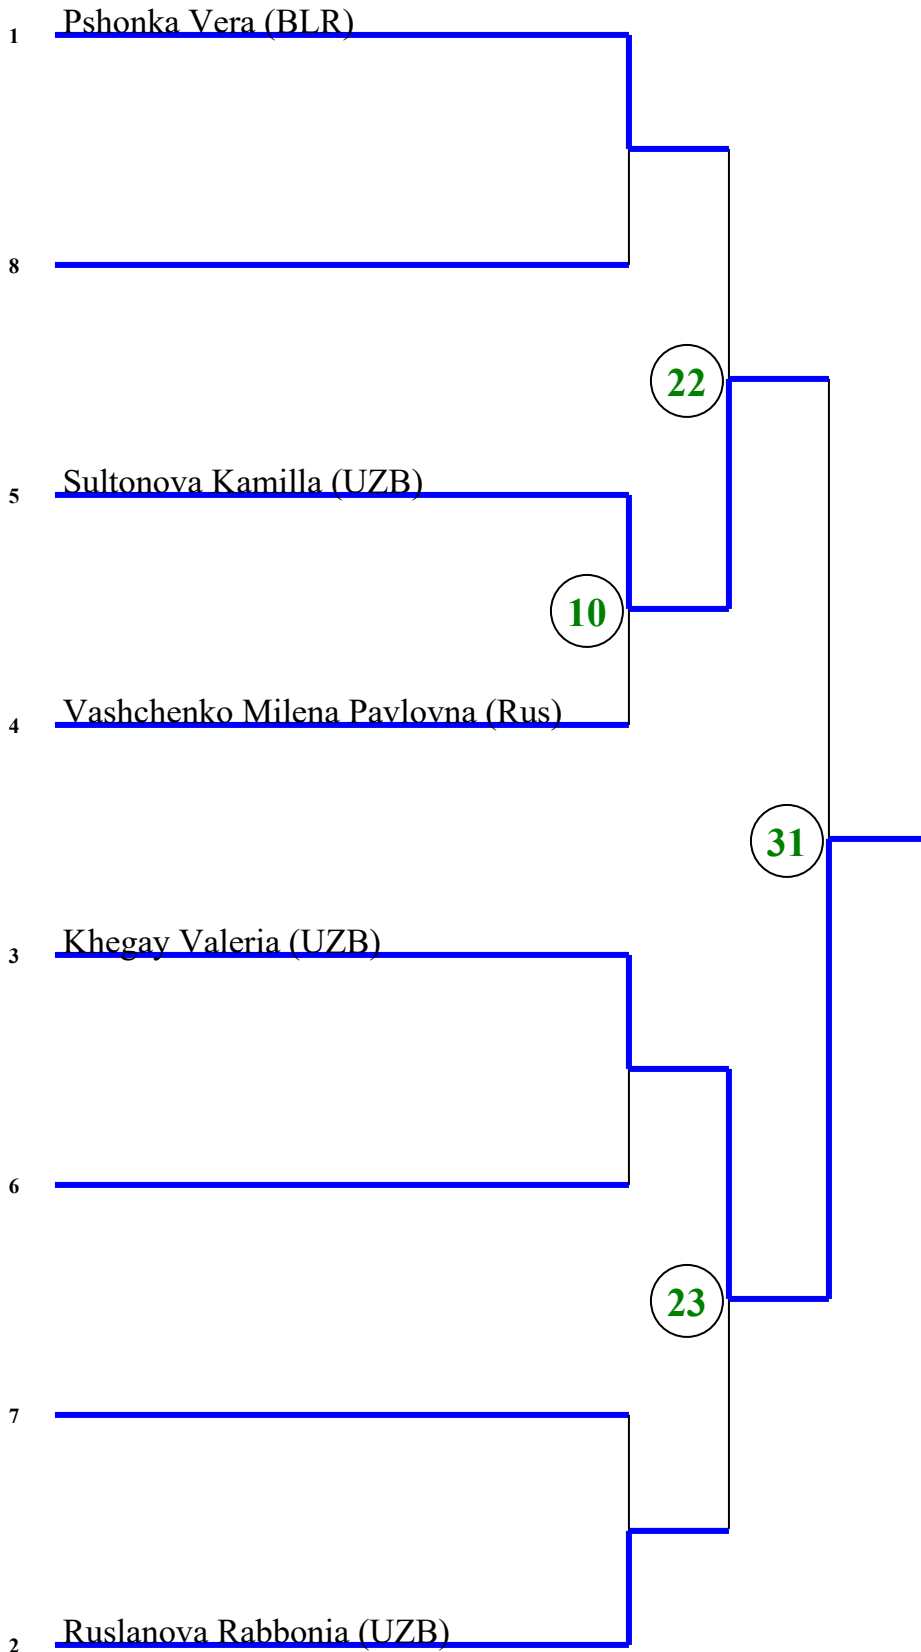 1 Pshonka Vera (BLR)
8
22
5 Sultonova Kamilla (UZB)
10
4 Vashchenko Milena Pavlovna (Rus)
31
3 Khegay Valeria (UZB)
6
23
7
2 Ruslanova Rabbonia (UZB)